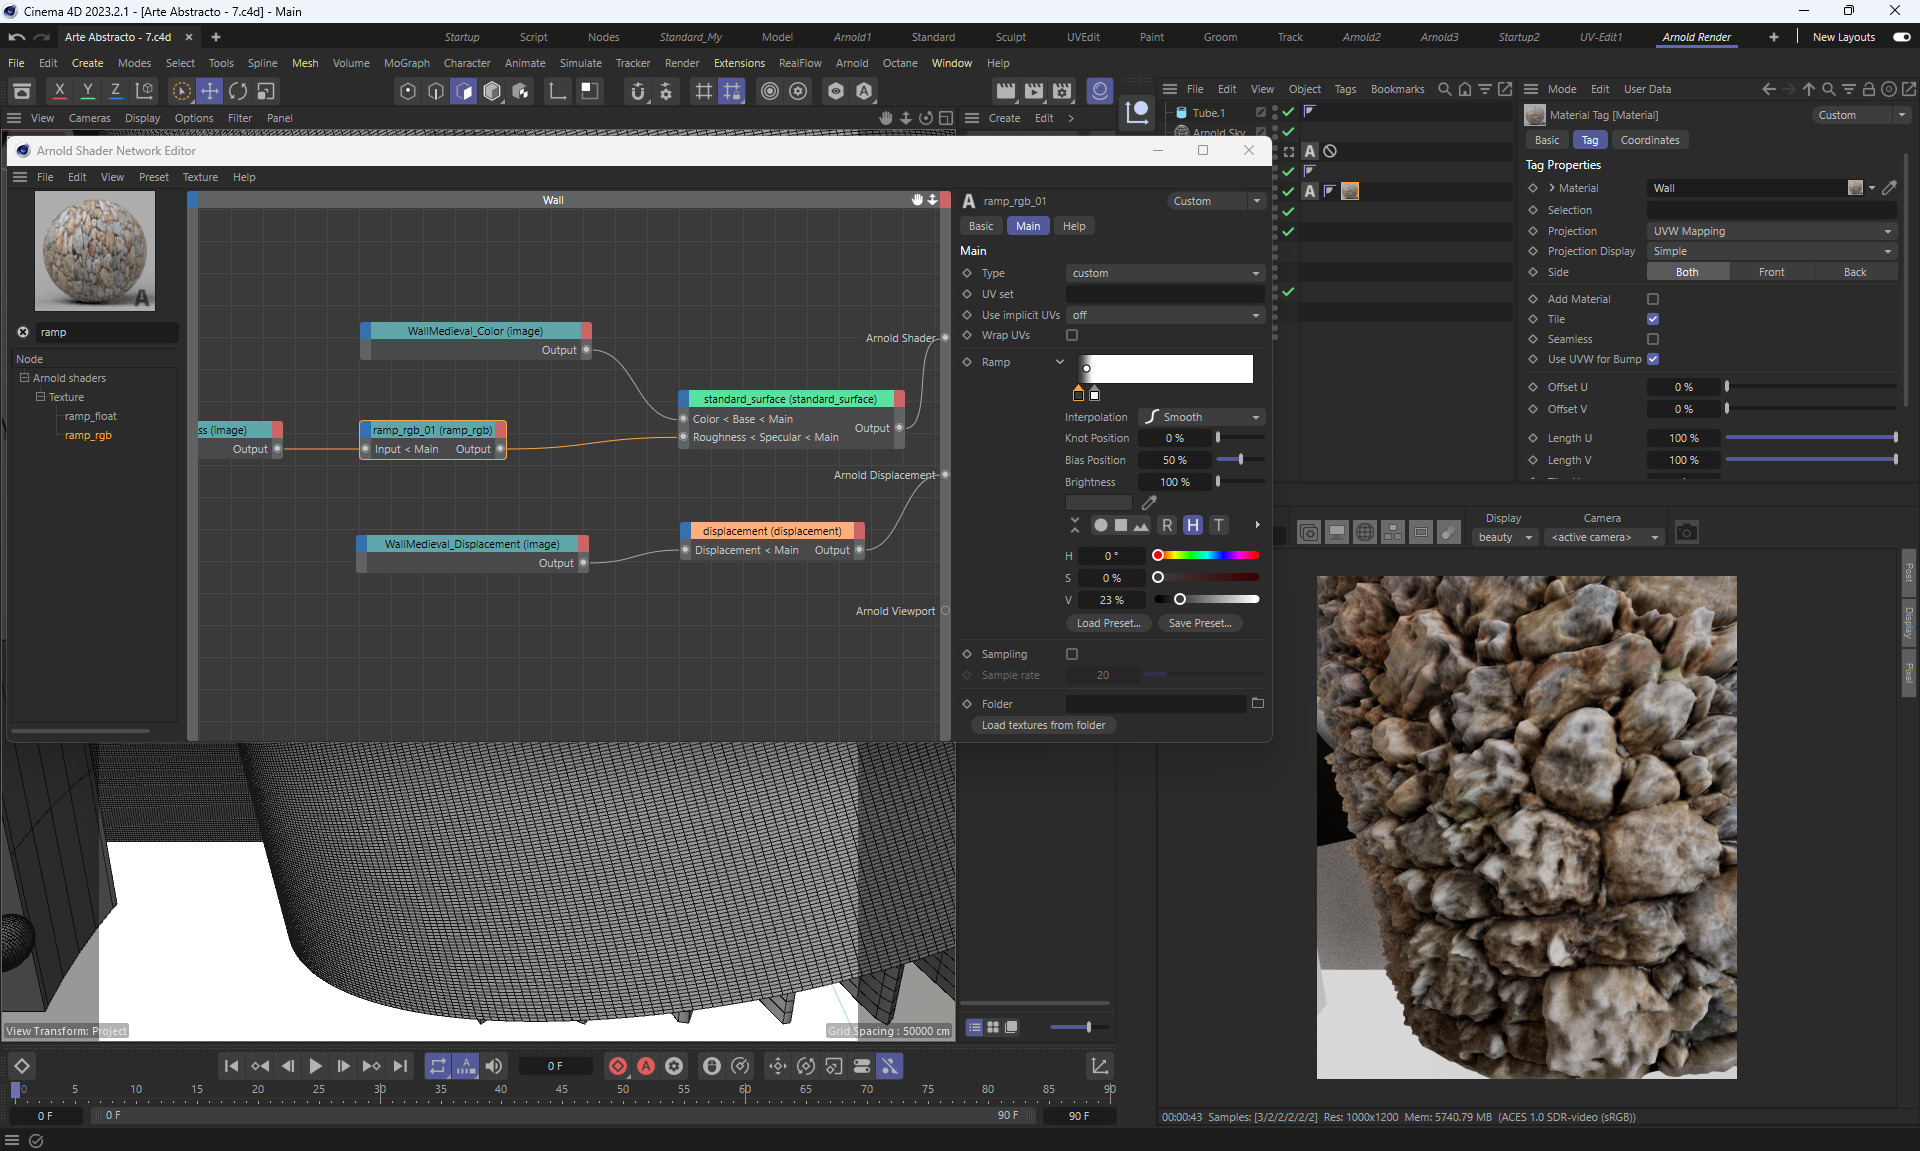 Cinema 4D 2023.2.1 - [Arte Abstracto - 7.c4d] - Main
Arte Abstracto - 7.c4d
Startup Script Nodes Standard_My Model Arnold1 Standard Sculpt UVEdit Paint Groom Track Arnold2 Arnold3 Startup2 UV-Edit1 Arnold Render New Layouts
File Edit Create Modes Select Tools Spline Mesh Volume MoGraph Character Animate Simulate Tracker Render Extensions RealFlow Arnold Octane Window Help
X Y Z
File Edit View Object Tags Bookmarks
Mode Edit User Data
View Cameras Display Options Filter Panel
Create Edit
Tube.1
Arnold Sky
Material Tag [Material]
Custom
Basic Tag Coordinates
Tag Properties
Material Wall
Selection
Projection UVW Mapping
Projection Display Simple
Side Both Front Back
Add Material
Tile
Seamless
Use UVW for Bump
Offset U 0 %
Offset V 0 %
Length U 100 %
Length V 100 %
Arnold Shader Network Editor
File Edit View Preset Texture Help
Wall
A
ramp
Node
Arnold shaders
Texture
ramp_float
ramp_rgb
WallMedieval_Color (image)
Output
ss (image)
Output
ramp_rgb_01 (ramp_rgb)
Input < Main Output
standard_surface (standard_surface)
Color < Base < Main
Roughness < Specular < Main
Output
WallMedieval_Displacement (image)
Output
displacement (displacement)
Displacement < Main Output
Arnold Shader
Arnold Displacement
Arnold Viewport
A ramp_rgb_01
Custom
Basic Main Help
Main
Type custom
UV set
Use implicit UVs off
Wrap UVs
Ramp
Interpolation Smooth
Knot Position 0 %
Bias Position 50 %
Brightness 100 %
R H T
H 0 °
S 0 %
V 23 %
Load Preset... Save Preset...
Sampling
Sample rate 20
Folder
Load textures from folder
Display
beauty
Camera
<active camera>
Post
Display
Pixel
View Transform: Project
Grid Spacing : 50000 cm
0 F
0 5 10 15 20 25 30 35 40 45 50 55 60 65 70 75 80 85 90
0 F 0 F 90 F 90 F
00:00:43 Samples: [3/2/2/2/2/2] Res: 1000x1200 Mem: 5740.79 MB (ACES 1.0 SDR-video (sRGB))